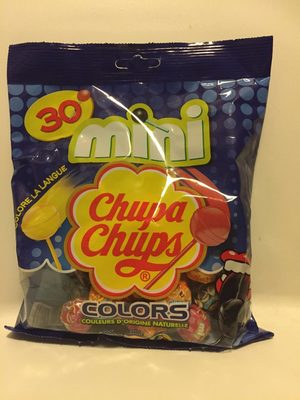 30
mini
COLORE LA LANGUE
Chupa
Chups
®
COLORS
COULEURS D'ORIGINE NATURELLE